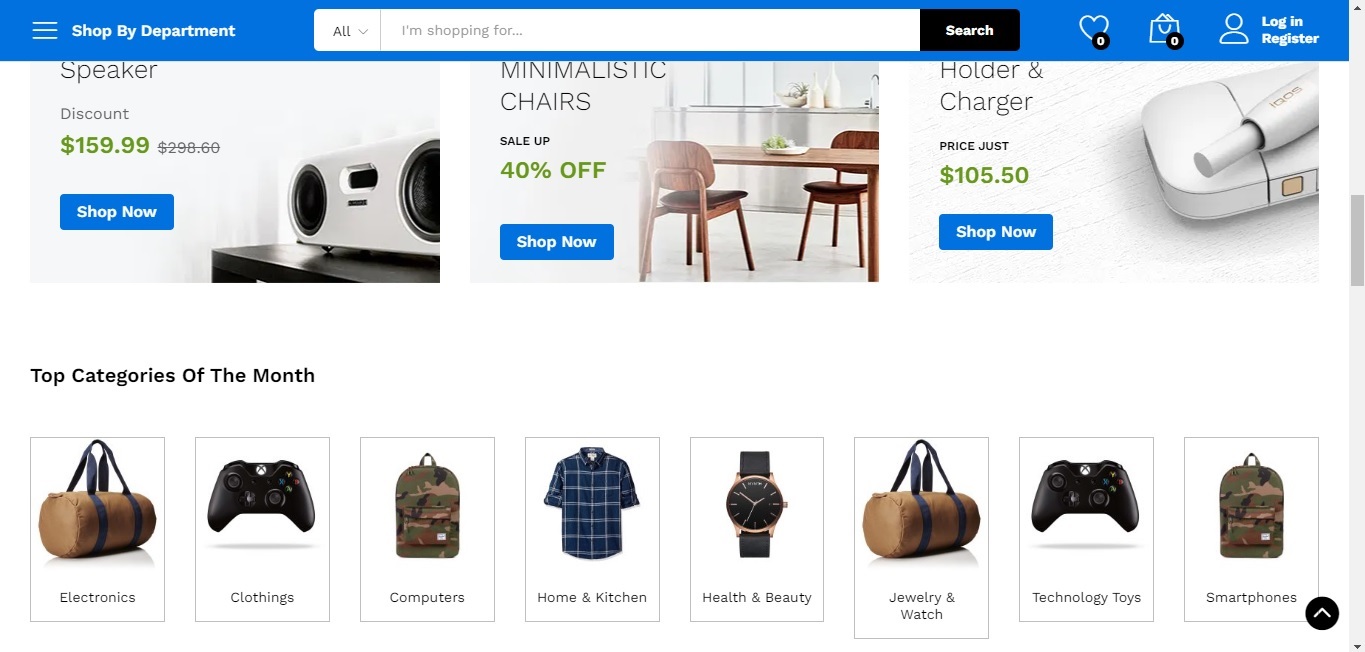 Shop By Department
All
I'm shopping for...
Search
0
0
Log in
Register
Speaker
Discount
$159.99 $298.60
Shop Now
MINIMALISTIC
CHAIRS
SALE UP
40% OFF
Shop Now
Holder &
Charger
PRICE JUST
$105.50
Shop Now
IQOS
Top Categories Of The Month
Electronics
Clothings
Computers
Home & Kitchen
Health & Beauty
Jewelry &
Watch
Technology Toys
Smartphones